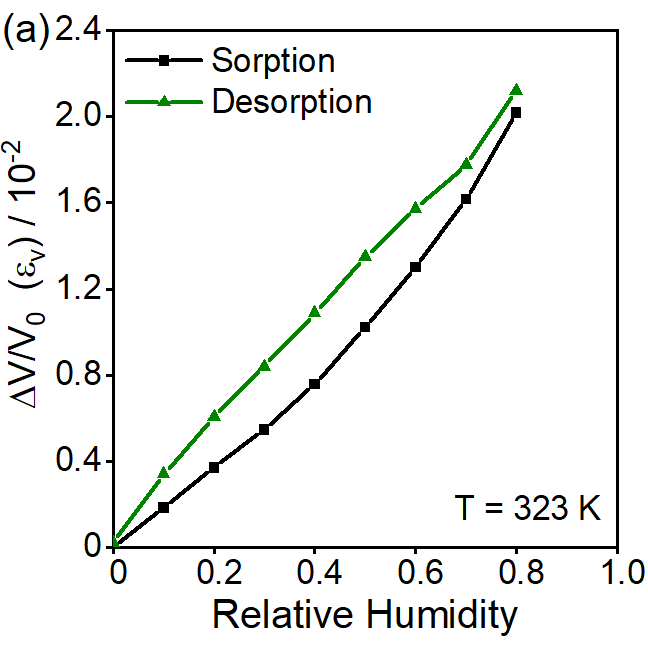 (a)
2.4
2.0
1.6
1.2
0.8
0.4
0
ΔV/V₀ (εᵥ) / 10⁻²
Sorption
Desorption
T = 323 K
0 0.2 0.4 0.6 0.8 1.0
Relative Humidity